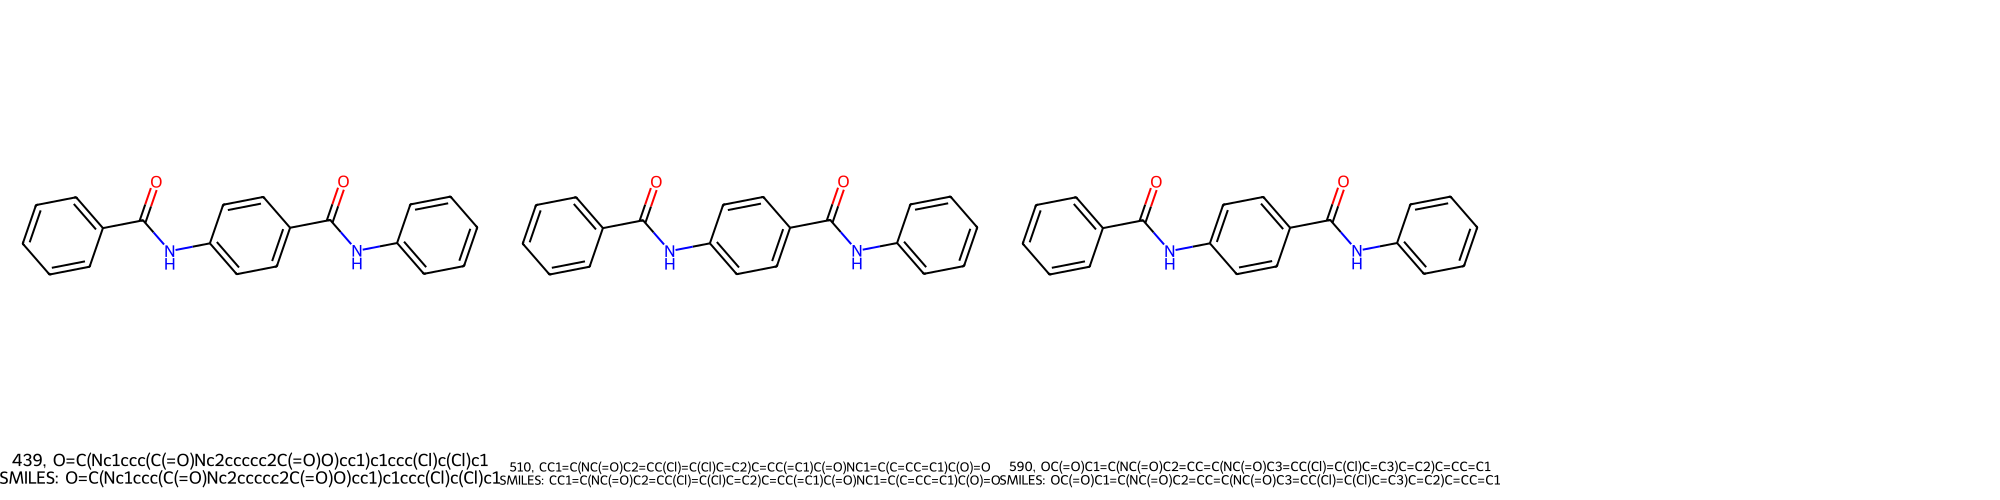 O O O O O O
N H N H N H N H N H N H
439, O=C(Nc1ccc(C(=O)Nc2ccccc2C(=O)O)cc1)c1ccc(Cl)c(Cl)c1
SMILES: O=C(Nc1ccc(C(=O)Nc2ccccc2C(=O)O)cc1)c1ccc(Cl)c(Cl)c1
510, CC1=C(NC(=O)C2=CC(Cl)=C(Cl)C=C2)C=CC(=C1)C(=O)NC1=C(C=CC=C1)C(O)=O
SMILES: CC1=C(NC(=O)C2=CC(Cl)=C(Cl)C=C2)C=CC(=C1)C(=O)NC1=C(C=CC=C1)C(O)=O
590, OC(=O)C1=C(NC(=O)C2=CC=C(NC(=O)C3=CC(Cl)=C(Cl)C=C3)C=C2)C=CC=C1
SMILES: OC(=O)C1=C(NC(=O)C2=CC=C(NC(=O)C3=CC(Cl)=C(Cl)C=C3)C=C2)C=CC=C1